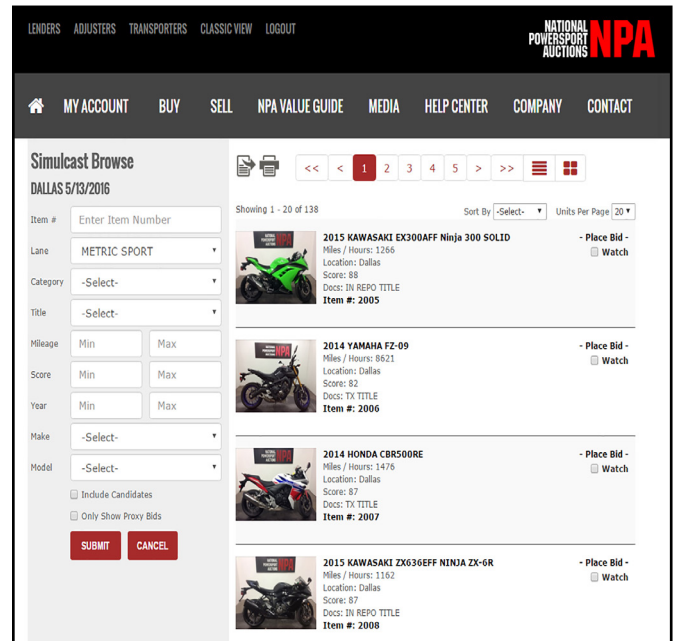 LENDERS ADJUSTERS TRANSPORTERS CLASSIC VIEW LOGOUT
NATIONAL
POWERSPORT
AUCTIONS
NPA
MY ACCOUNT BUY SELL NPA VALUE GUIDE MEDIA HELP CENTER COMPANY CONTACT
Simulcast Browse
DALLAS 5/13/2016
Item # Enter Item Number
Lane METRIC SPORT
Category -Select-
Title -Select-
Mileage Min Max
Score Min Max
Year Min Max
Make -Select-
Model -Select-
Include Candidates
Only Show Proxy Bids
SUBMIT CANCEL
<< < 1 2 3 4 5 > >>
Showing 1 - 20 of 138 Sort By -Select- Units Per Page 20
2015 KAWASAKI EX300AFF Ninja 300 SOLID
Miles / Hours: 1266
Location: Dallas
Score: 88
Docs: IN REPO TITLE
Item #: 2005
- Place Bid -
Watch
2014 YAMAHA FZ-09
Miles / Hours: 8621
Location: Dallas
Score: 82
Docs: TX TITLE
Item #: 2006
- Place Bid -
Watch
2014 HONDA CBR500RE
Miles / Hours: 1476
Location: Dallas
Score: 87
Docs: TX TITLE
Item #: 2007
- Place Bid -
Watch
2015 KAWASAKI ZX636EFF NINJA ZX-6R
Miles / Hours: 1162
Location: Dallas
Score: 87
Docs: IN REPO TITLE
Item #: 2008
- Place Bid -
Watch